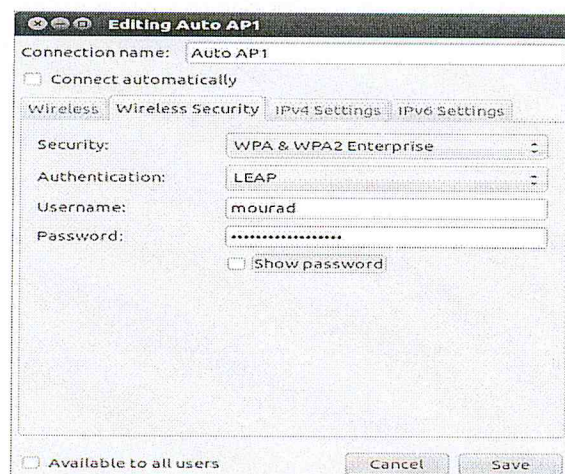 Editing Auto AP1
Connection name: Auto AP1
Connect automatically
Wireless Wireless Security IPv4 Settings IPv6 Settings
Security: WPA & WPA2 Enterprise
Authentication: LEAP
Username: mourad
Password: ••••••••••••••••••
Show password
Available to all users Cancel Save